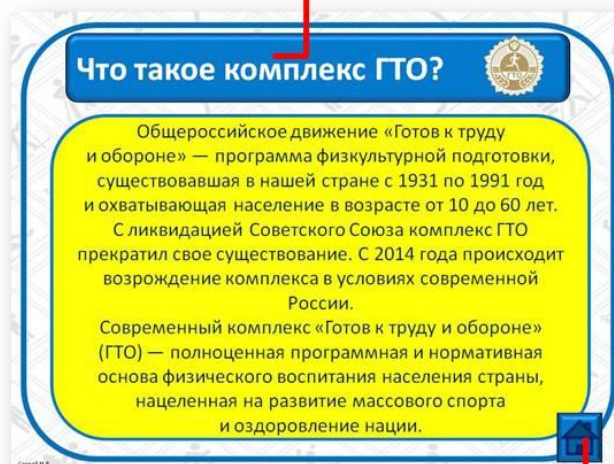 Что такое комплекс ГТО?
ГТО
Общероссийское движение «Готов к труду
и обороне» — программа физкультурной подготовки,
существовавшая в нашей стране с 1931 по 1991 год
и охватывающая население в возрасте от 10 до 60 лет.
С ликвидацией Советского Союза комплекс ГТО
прекратил свое существование. С 2014 года происходит
возрождение комплекса в условиях современной
России.
Современный комплекс «Готов к труду и обороне»
(ГТО) — полноценная программная и нормативная
основа физического воспитания населения страны,
нацеленная на развитие массового спорта
и оздоровление нации.